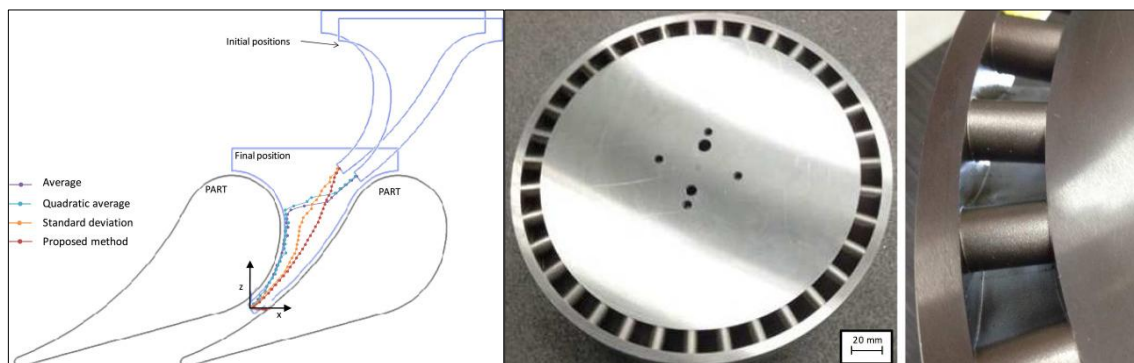 Initial positions
Final position
PART
PART
Average
Quadratic average
Standard deviation
Proposed method
z
x
20 mm